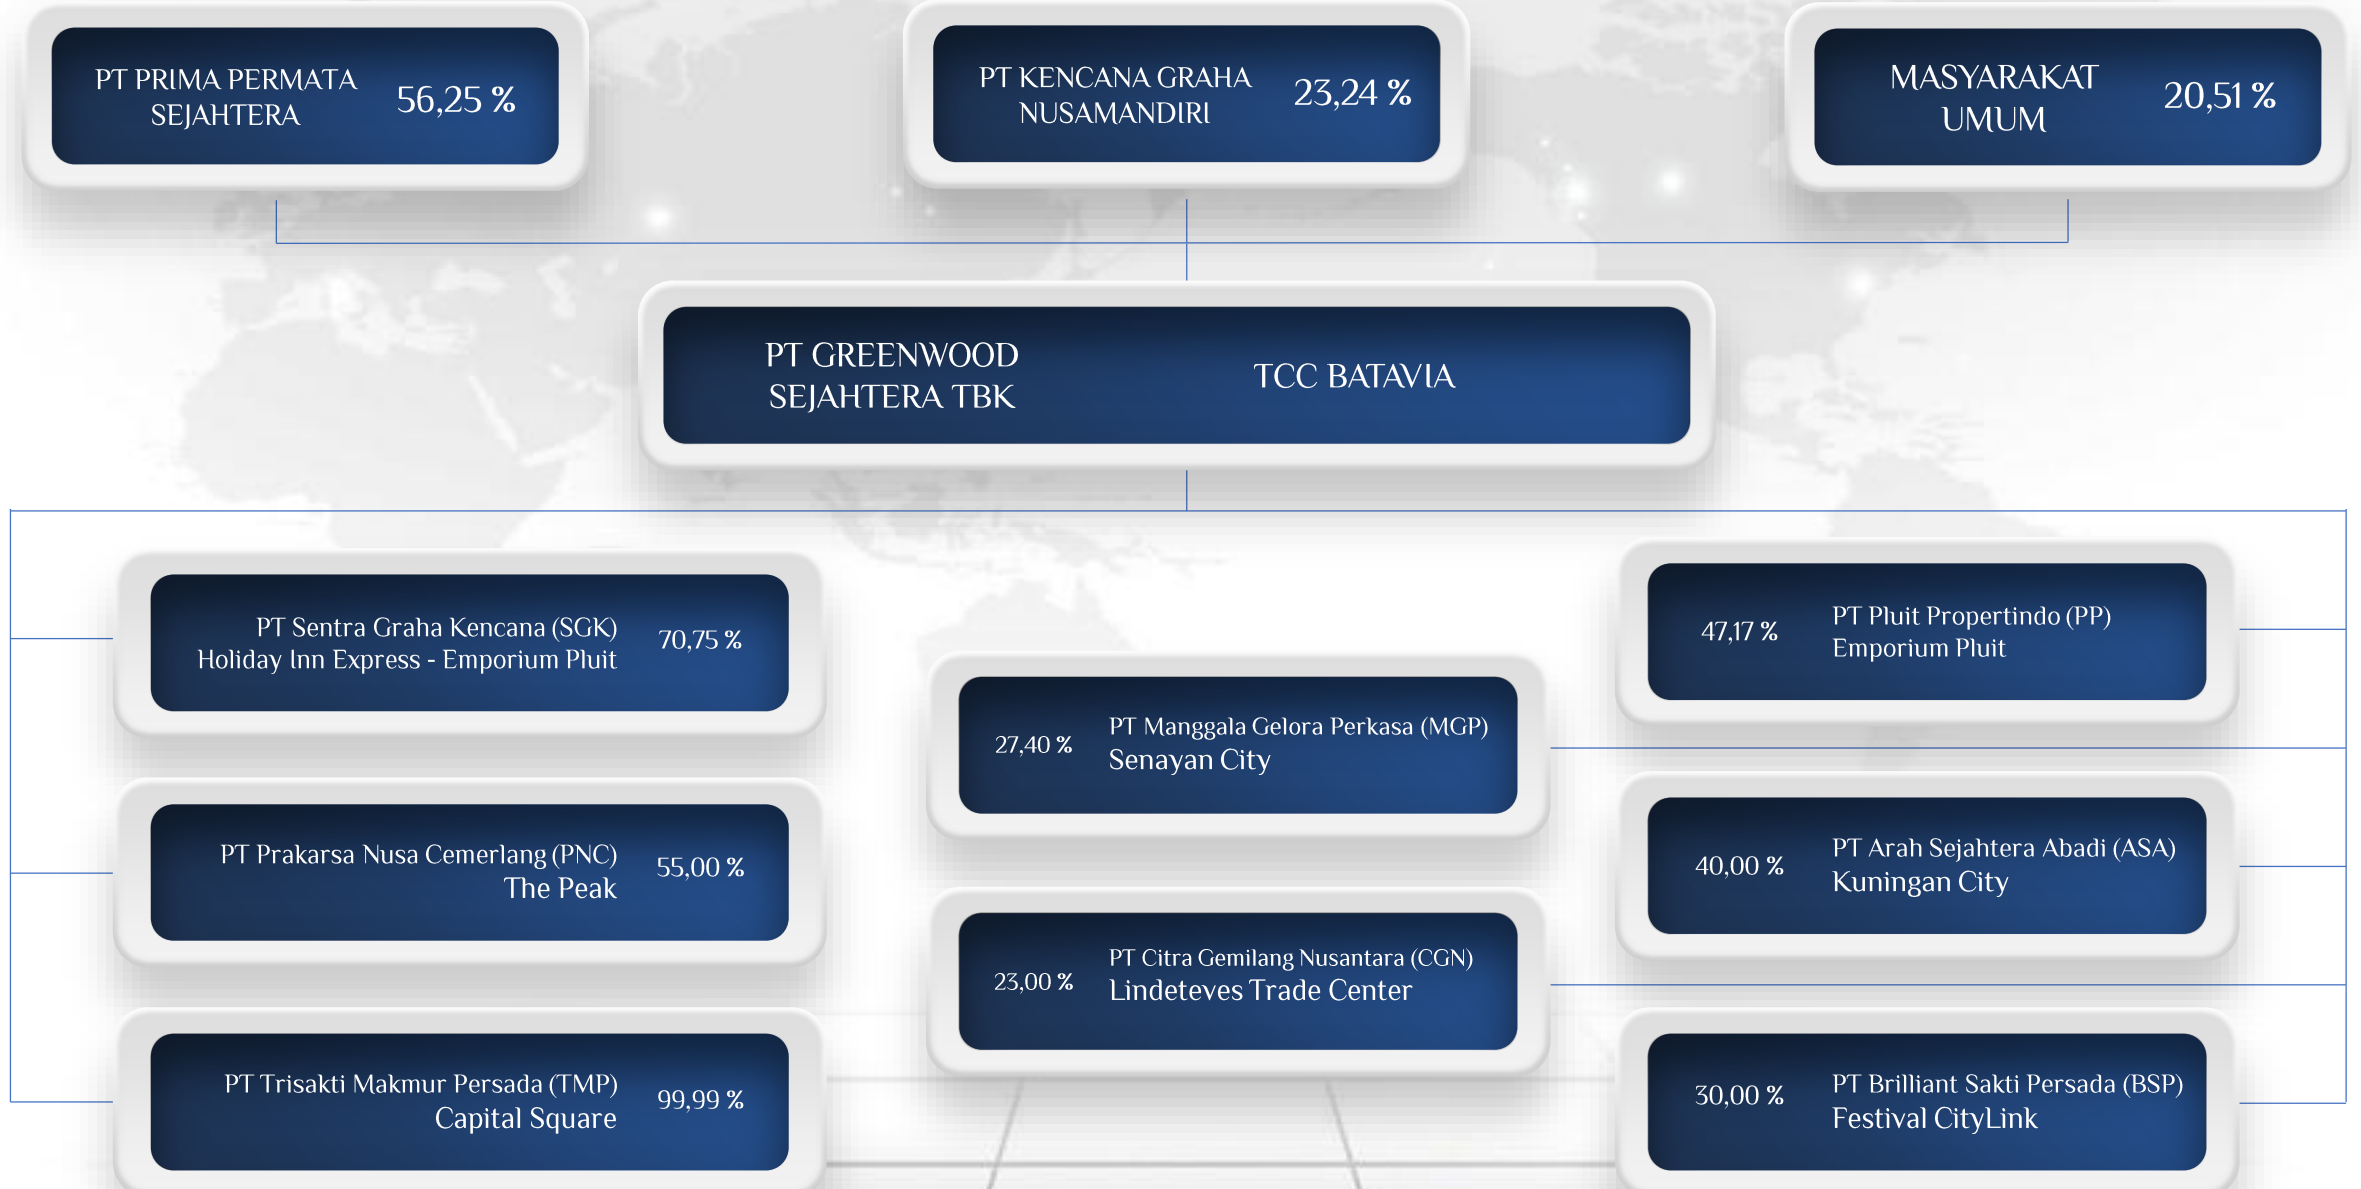 PT PRIMA PERMATA
SEJAHTERA
56,25 %
PT KENCANA GRAHA
NUSAMANDIRI
23,24 %
MASYARAKAT
UMUM
20,51 %
PT GREENWOOD
SEJAHTERA TBK
TCC BATAVIA
PT Sentra Graha Kencana (SGK)
Holiday Inn Express - Emporium Pluit
70,75 %
PT Prakarsa Nusa Cemerlang (PNC)
The Peak
55,00 %
PT Trisakti Makmur Persada (TMP)
Capital Square
99,99 %
27,40 %
PT Manggala Gelora Perkasa (MGP)
Senayan City
23,00 %
PT Citra Gemilang Nusantara (CGN)
Lindeteves Trade Center
47,17 %
PT Pluit Propertindo (PP)
Emporium Pluit
40,00 %
PT Arah Sejahtera Abadi (ASA)
Kuningan City
30,00 %
PT Brilliant Sakti Persada (BSP)
Festival CityLink